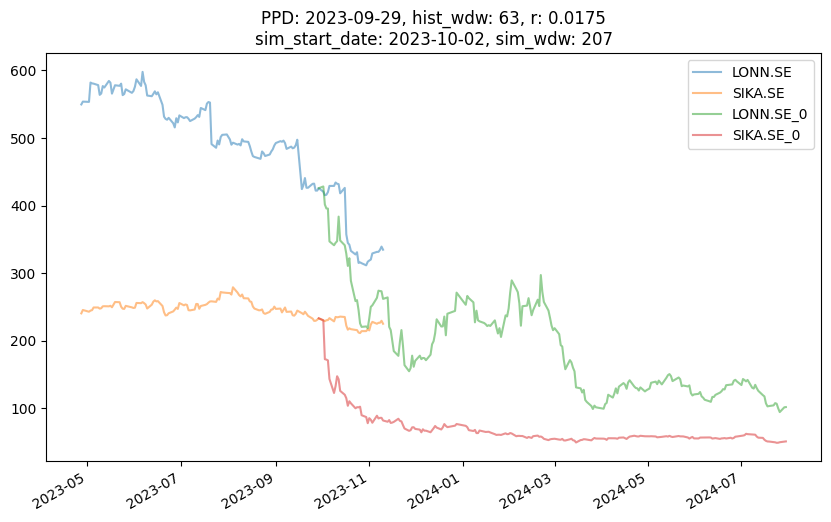 PPD: 2023-09-29, hist_wdw: 63, r: 0.0175
sim_start_date: 2023-10-02, sim_wdw: 207
LONN.SE
SIKA.SE
LONN.SE_0
SIKA.SE_0
600
500
400
300
200
100
2023-05
2023-07
2023-09
2023-11
2024-01
2024-03
2024-05
2024-07